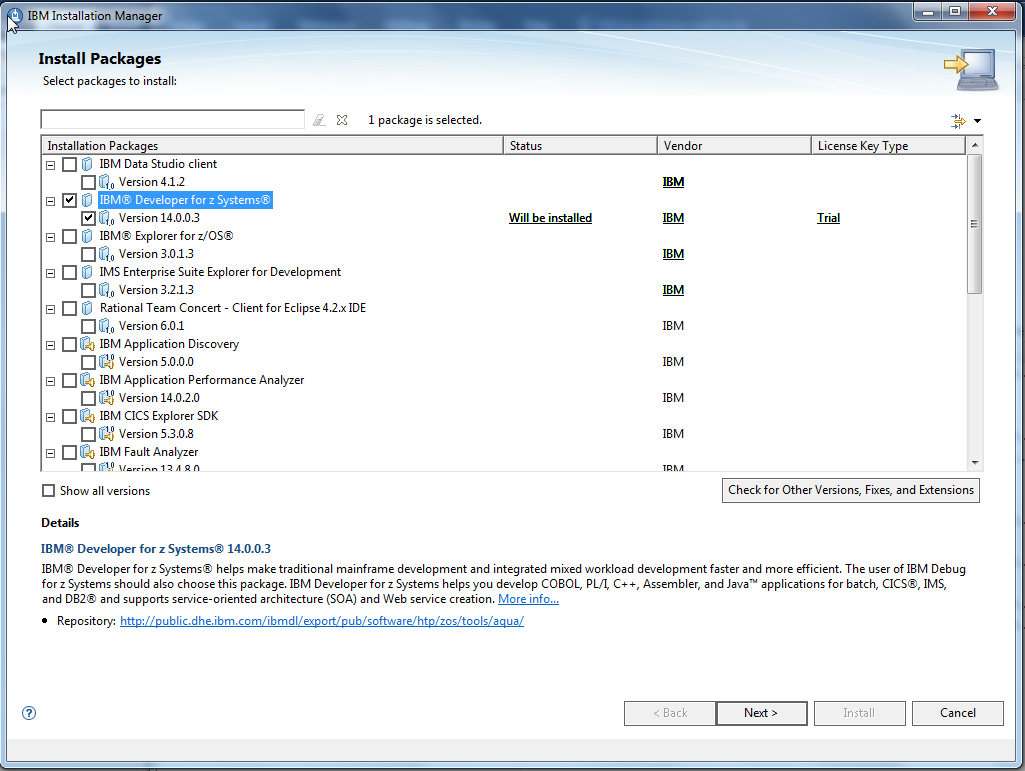 IBM Installation Manager
Install Packages
Select packages to install:
1 package is selected.
Installation Packages Status Vendor License Key Type
IBM Data Studio client
Version 4.1.2 IBM
IBM® Developer for z Systems®
Version 14.0.0.3 Will be installed IBM Trial
IBM® Explorer for z/OS®
Version 3.0.1.3 IBM
IMS Enterprise Suite Explorer for Development
Version 3.2.1.3 IBM
Rational Team Concert - Client for Eclipse 4.2.x IDE
Version 6.0.1 IBM
IBM Application Discovery
Version 5.0.0.0 IBM
IBM Application Performance Analyzer
Version 14.0.2.0 IBM
IBM CICS Explorer SDK
Version 5.3.0.8 IBM
IBM Fault Analyzer
Version 13.4.8.0 IBM
Show all versions
Check for Other Versions, Fixes, and Extensions
Details
IBM® Developer for z Systems® 14.0.0.3
IBM® Developer for z Systems® helps make traditional mainframe development and integrated mixed workload development faster and more efficient. The user of IBM Debug
for z Systems should also choose this package. IBM Developer for z Systems helps you develop COBOL, PL/I, C++, Assembler, and Java™ applications for batch, CICS®, IMS,
and DB2® and supports service-oriented architecture (SOA) and Web service creation. More info...
Repository: http://public.dhe.ibm.com/ibmdl/export/pub/software/htp/zos/tools/aqua/
< Back Next > Install Cancel